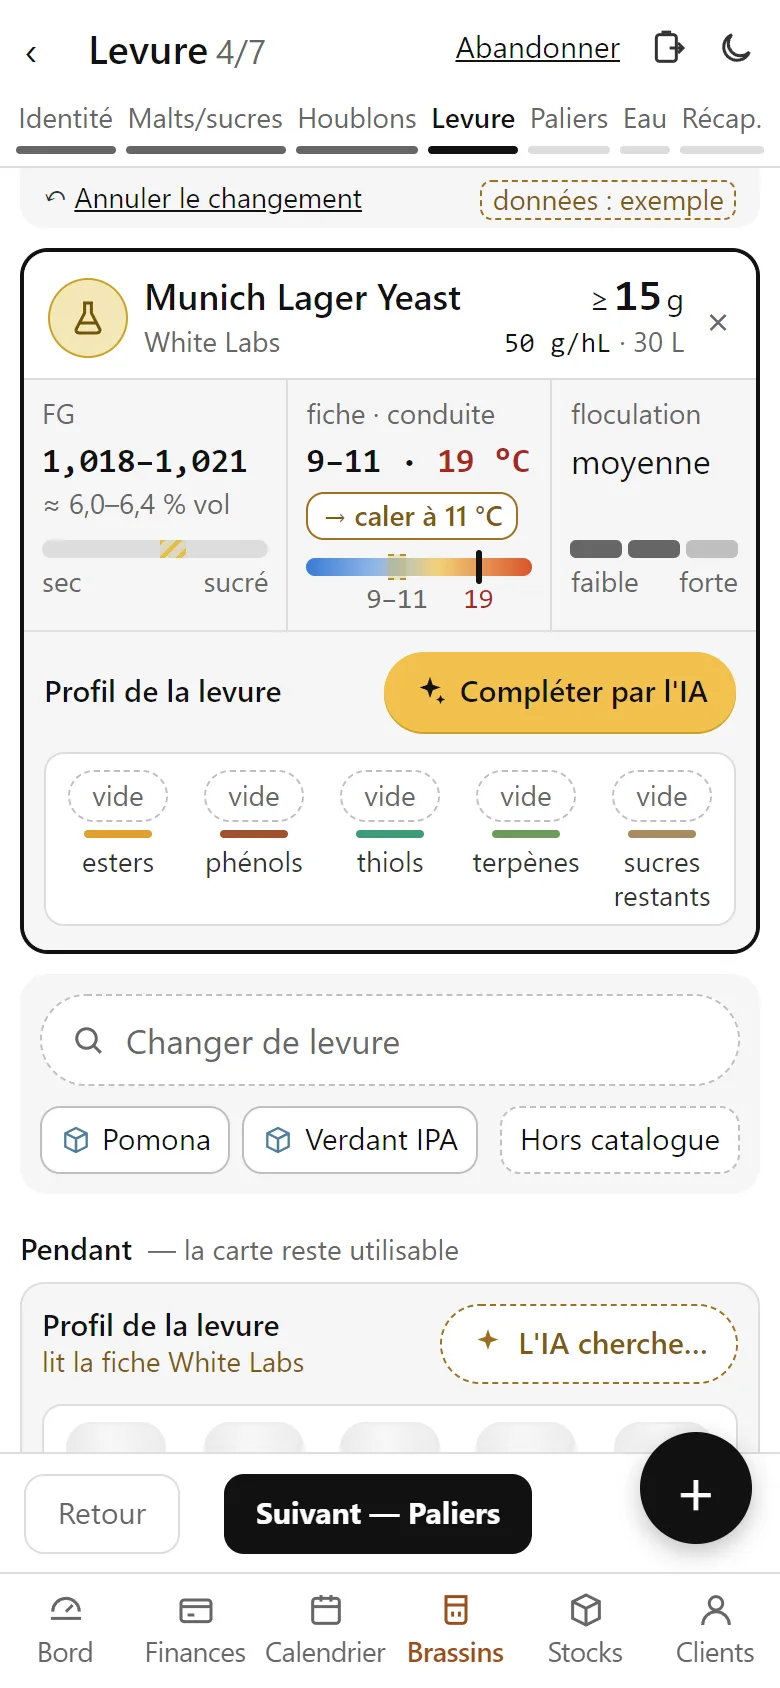 ‹ Levure 4/7 Abandonner
Identité Malts/sucres Houblons Levure Paliers Eau Récap.
Annuler le changement données : exemple
Munich Lager Yeast ≥ 15 g ×
White Labs 50 g/hL · 30 L
FG fiche · conduite floculation
1,018–1,021 9–11 · 19 °C moyenne
≈ 6,0–6,4 % vol → caler à 11 °C
sec sucré 9–11 19 faible forte
Profil de la levure Compléter par l'IA
vide vide vide vide vide
esters phénols thiols terpènes sucres restants
Changer de levure
Pomona Verdant IPA Hors catalogue
Pendant — la carte reste utilisable
Profil de la levure L'IA cherche...
lit la fiche White Labs
Retour Suivant — Paliers +
Bord Finances Calendrier Brassins Stocks Clients